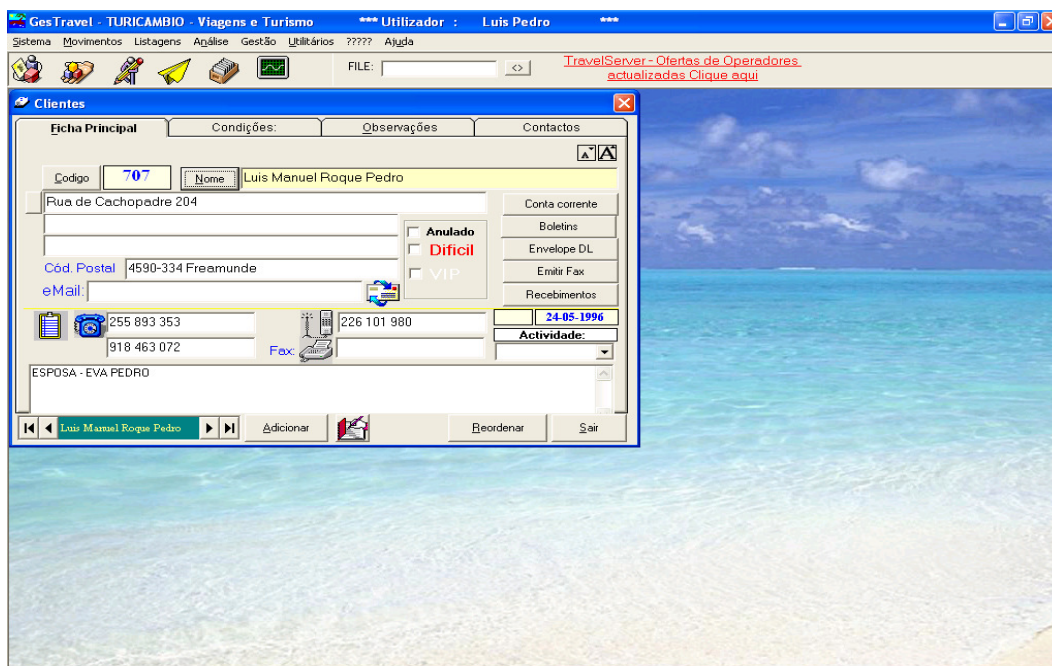 GesTravel - TURICAMBIO - Viagens e Turismo *** Utilizador : Luis Pedro ***
Sistema Movimentos Listagens Análise Gestão Utilitários ????? Ajuda
FILE: <> TravelServer - Ofertas de Operadores
actualizadas Clique aqui
Clientes
Ficha Principal Condições: Observações Contactos
A A
Codigo 707 Nome Luis Manuel Roque Pedro
Rua de Cachopadre 204 Conta corrente
Anulado Boletins
Dificil Envelope DL
Cód. Postal 4590-334 Freamunde VIP Emitir Fax
eMail: Recebimentos
24-05-1996
255 893 353 226 101 980 Actividade:
918 463 072 Fax:
ESPOSA - EVA PEDRO
Luis Manuel Roque Pedro Adicionar Reordenar Sair